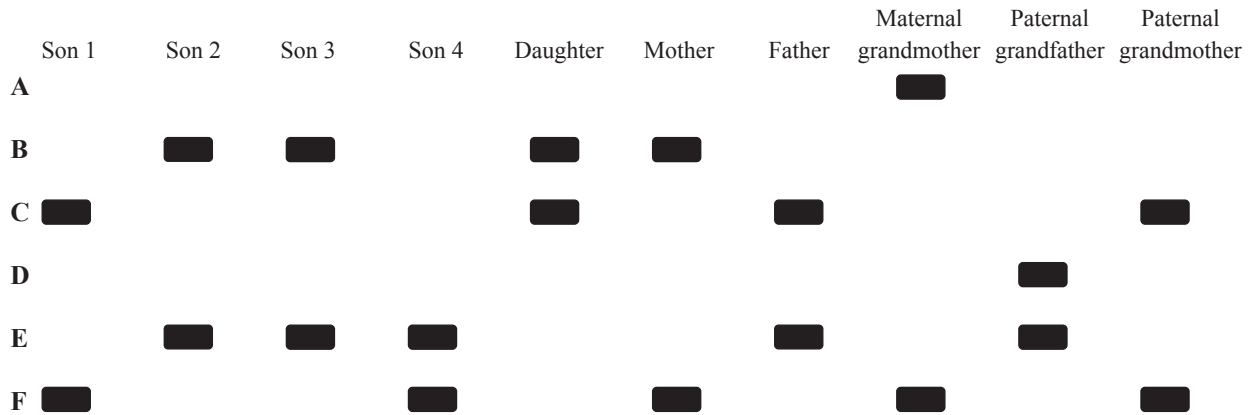 Maternal Paternal Paternal
Son 1 Son 2 Son 3 Son 4 Daughter Mother Father grandmother grandfather grandmother
A
B
C
D
E
F